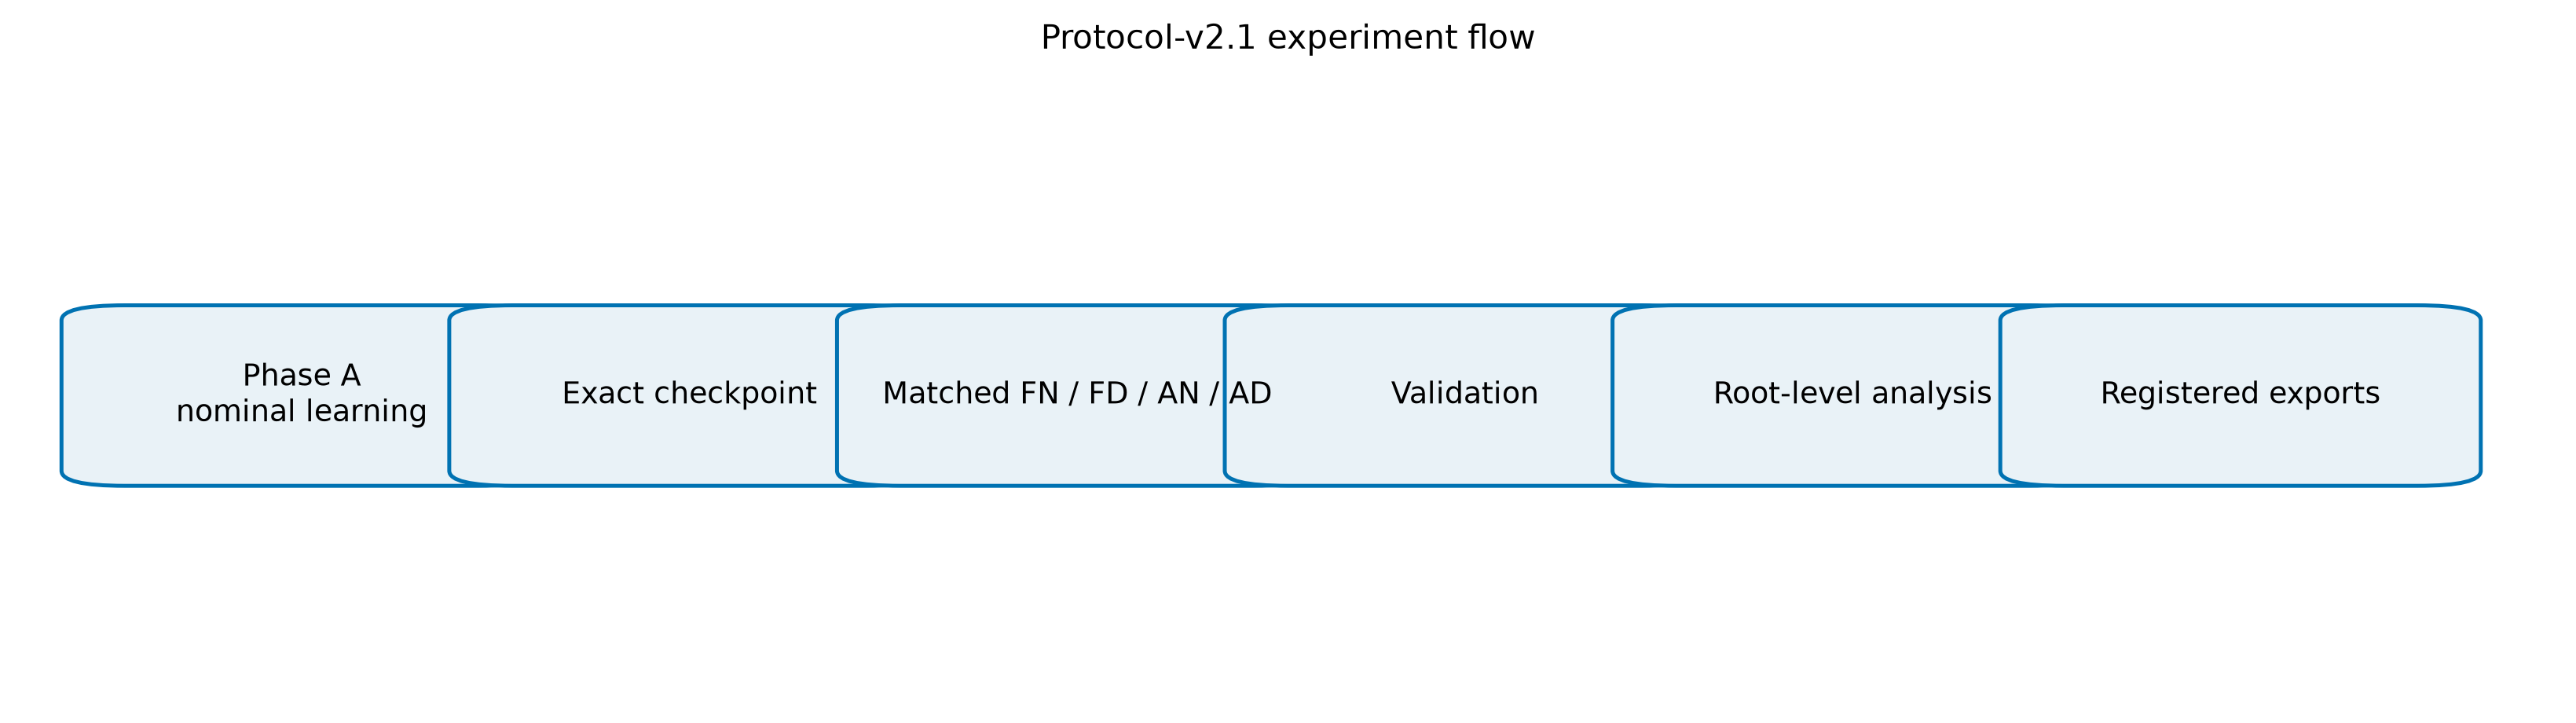 Protocol-v2.1 experiment flow
Phase A
nominal learning
Exact checkpoint
Matched FN / FD / AN / AD
Validation
Root-level analysis
Registered exports